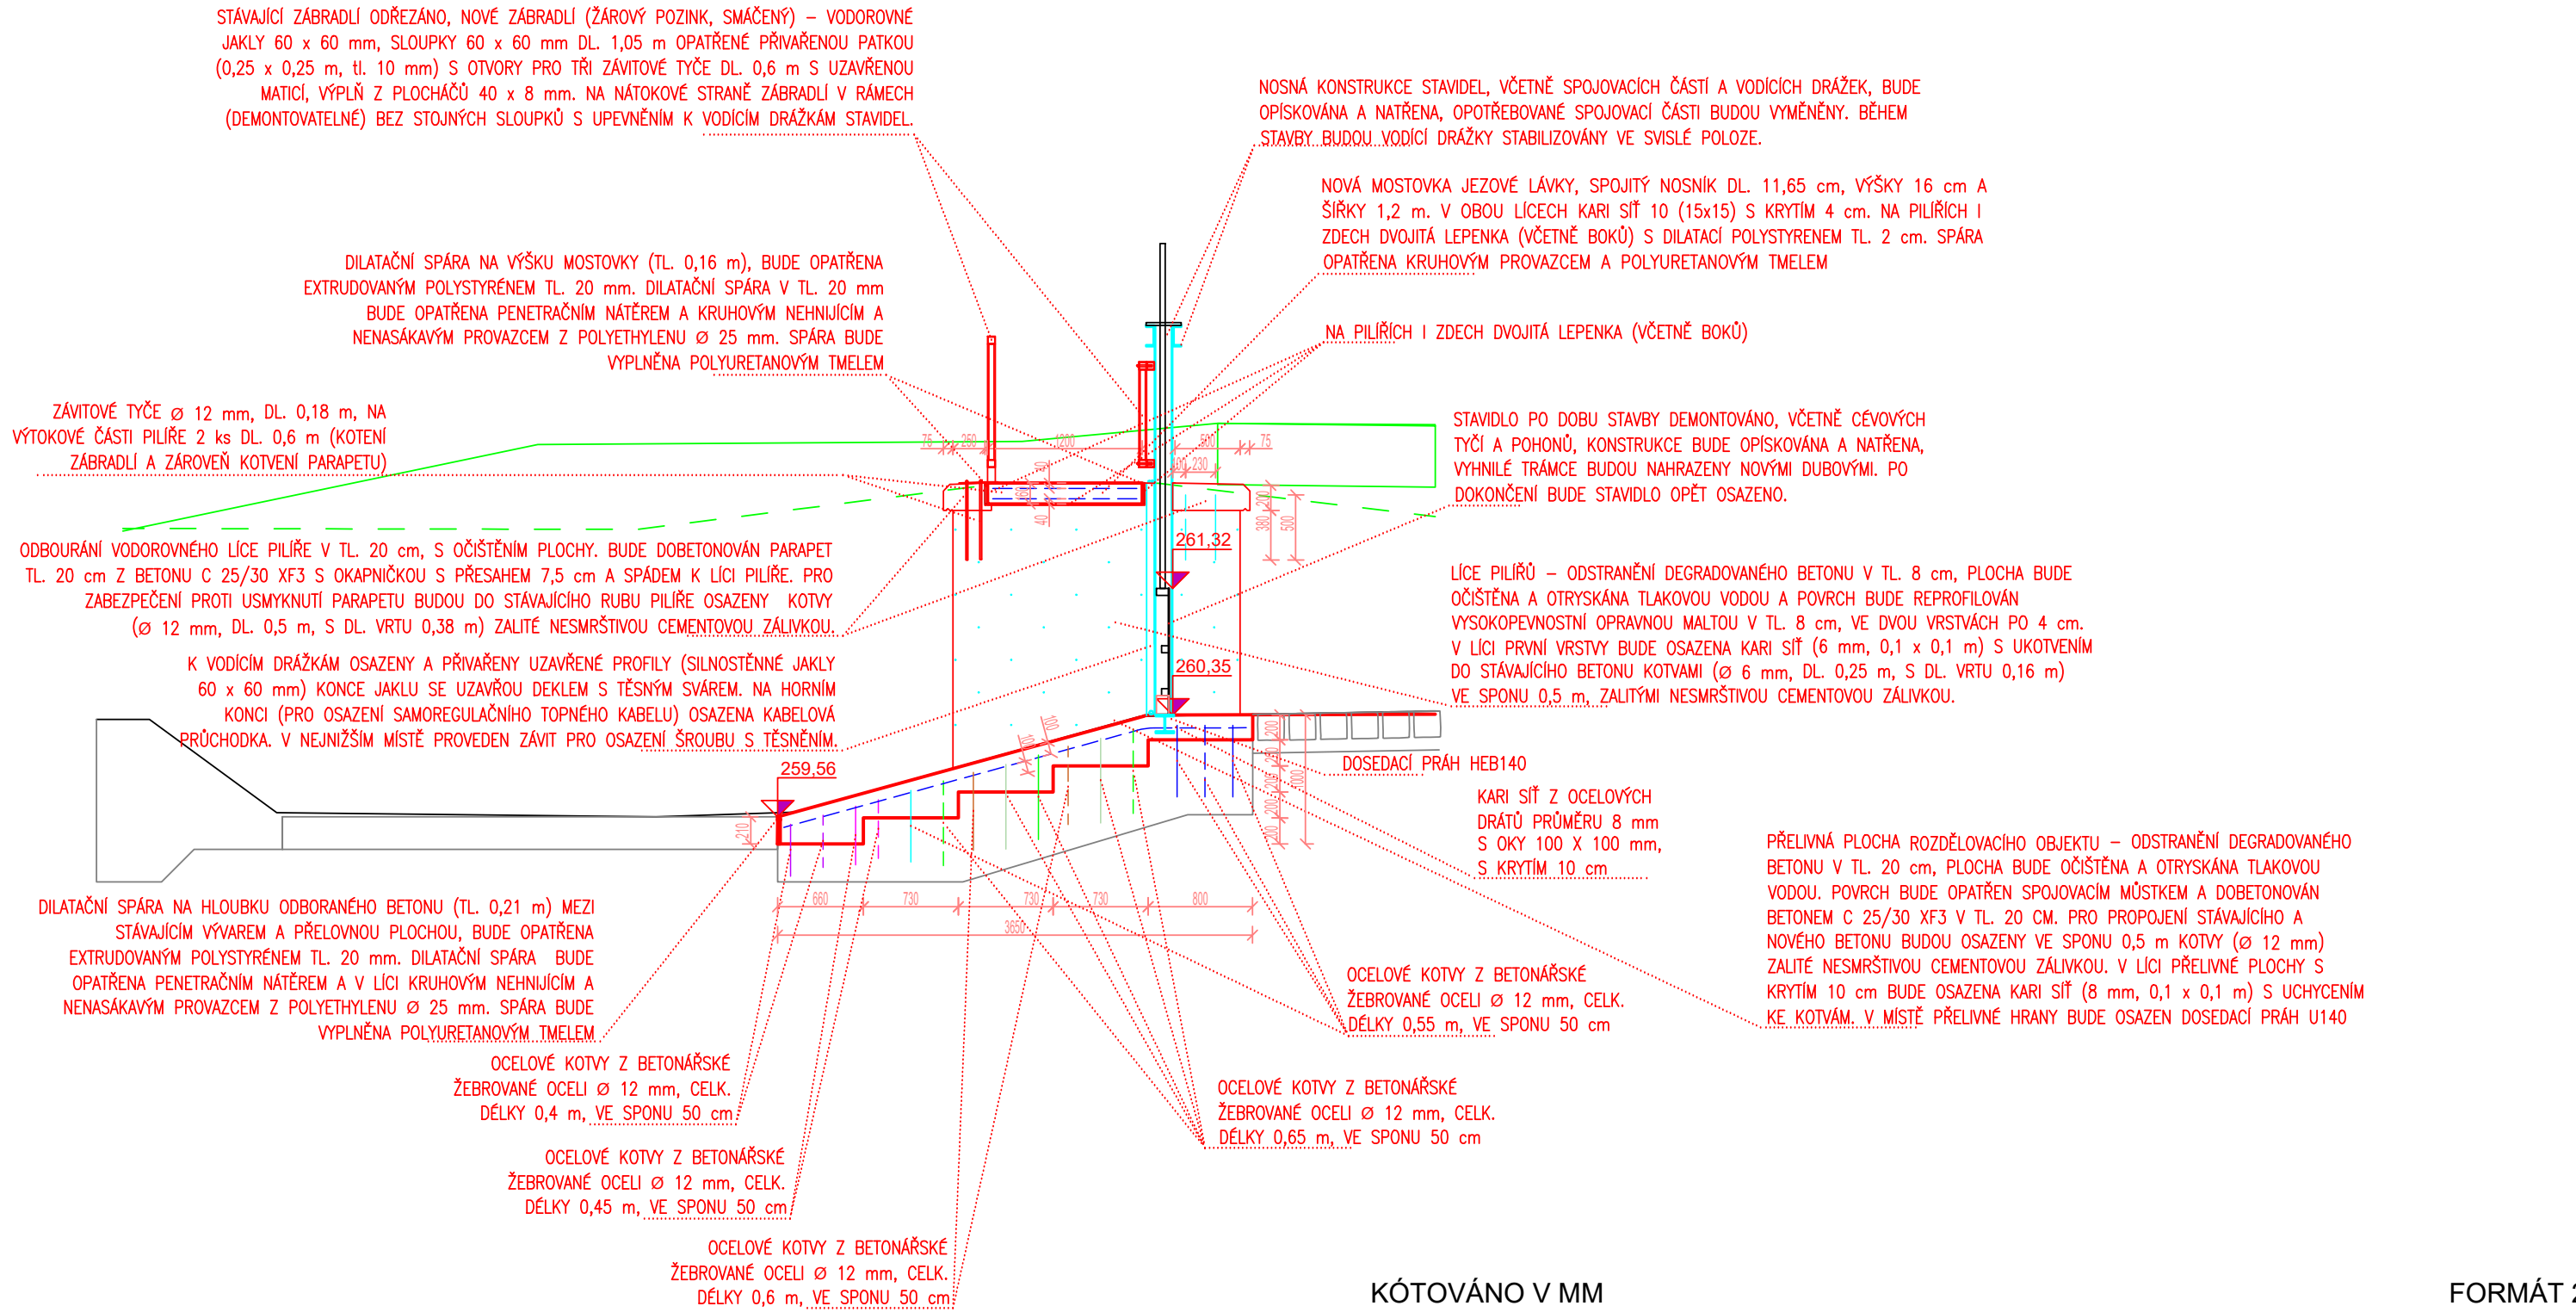 STÁVAJÍCÍ ZÁBRADLÍ ODŘEZÁNO, NOVÉ ZÁBRADLÍ (ŽÁROVÝ POZINK, SMÁČENÝ) – VODOROVNÉ
JAKLY 60 x 60 mm, SLOUPKY 60 x 60 mm DL. 1,05 m OPATŘENÉ PŘIVAŘENOU PATKOU
(0,25 x 0,25 m, tl. 10 mm) S OTVORY PRO TŘI ZÁVITOVÉ TYČE DL. 0,6 m S UZAVŘENOU
MATICÍ, VÝPLŇ Z PLOCHÁČŮ 40 x 8 mm. NA NÁTOKOVÉ STRANĚ ZÁBRADLÍ V RÁMECH
(DEMONTOVATELNÉ) BEZ STOJNÝCH SLOUPKŮ S UPEVNĚNÍM K VODÍCÍM DRÁŽKÁM STAVIDEL.
NOSNÁ KONSTRUKCE STAVIDEL, VČETNĚ SPOJOVACÍCH ČÁSTÍ A VODÍCÍCH DRÁŽEK, BUDE
OPÍSKOVÁNA A NATŘENA, OPOTŘEBOVANÉ SPOJOVACÍ ČÁSTI BUDOU VYMĚNĚNY. BĚHEM
STAVBY BUDOU VODÍCÍ DRÁŽKY STABILIZOVÁNY VE SVISLÉ POLOZE.
NOVÁ MOSTOVKA JEZOVÉ LÁVKY, SPOJITÝ NOSNÍK DL. 11,65 cm, VÝŠKY 16 cm A
ŠÍŘKY 1,2 m. V OBOU LÍCECH KARI SÍŤ 10 (15x15) S KRYTÍM 4 cm. NA PILÍŘÍCH I
ZDECH DVOJITÁ LEPENKA (VČETNĚ BOKŮ) S DILATACÍ POLYSTYRENEM TL. 2 cm. SPÁRA
OPATŘENA KRUHOVÝM PROVAZCEM A POLYURETANOVÝM TMELEM
DILATAČNÍ SPÁRA NA VÝŠKU MOSTOVKY (TL. 0,16 m), BUDE OPATŘENA
EXTRUDOVANÝM POLYSTYRÉNEM TL. 20 mm. DILATAČNÍ SPÁRA V TL. 20 mm
BUDE OPATŘENA PENETRAČNÍM NÁTĚREM A KRUHOVÝM NEHNIJÍCÍM A
NENASÁKAVÝM PROVAZCEM Z POLYETHYLENU Ø 25 mm. SPÁRA BUDE
VYPLNĚNA POLYURETANOVÝM TMELEM
NA PILÍŘÍCH I ZDECH DVOJITÁ LEPENKA (VČETNĚ BOKŮ)
ZÁVITOVÉ TYČE Ø 12 mm, DL. 0,18 m, NA
VÝTOKOVÉ ČÁSTI PILÍŘE 2 ks DL. 0,6 m (KOTENÍ
ZÁBRADLÍ A ZÁROVEŇ KOTVENÍ PARAPETU)
STAVIDLO PO DOBU STAVBY DEMONTOVÁNO, VČETNĚ CÉVOVÝCH
TYČÍ A POHONŮ, KONSTRUKCE BUDE OPÍSKOVÁNA A NATŘENA,
VYHNILÉ TRÁMCE BUDOU NAHRAZENY NOVÝMI DUBOVÝMI. PO
DOKONČENÍ BUDE STAVIDLO OPĚT OSAZENO.
75 250 1200 500 75
230
40
160
40
200
380
500
261,32
ODBOURÁNÍ VODOROVNÉHO LÍCE PILÍŘE V TL. 20 cm, S OČIŠTĚNÍM PLOCHY. BUDE DOBETONOVÁN PARAPET
TL. 20 cm Z BETONU C 25/30 XF3 S OKAPNIČKOU S PŘESAHEM 7,5 cm A SPÁDEM K LÍCI PILÍŘE. PRO
ZABEZPEČENÍ PROTI USMYKNUTÍ PARAPETU BUDOU DO STÁVAJÍCÍHO RUBU PILÍŘE OSAZENY KOTVY
(Ø 12 mm, DL. 0,5 m, S DL. VRTU 0,38 m) ZALITÉ NESMRŠTIVOU CEMENTOVOU ZÁLIVKOU.
LÍCE PILÍŘŮ – ODSTRANĚNÍ DEGRADOVANÉHO BETONU V TL. 8 cm, PLOCHA BUDE
OČIŠTĚNA A OTRYSKÁNA TLAKOVOU VODOU A POVRCH BUDE REPROFILOVÁN
VYSOKOPEVNOSTNÍ OPRAVNOU MALTOU V TL. 8 cm, VE DVOU VRSTVÁCH PO 4 cm.
V LÍCI PRVNÍ VRSTVY BUDE OSAZENA KARI SÍŤ (6 mm, 0,1 x 0,1 m) S UKOTVENÍM
DO STÁVAJÍCÍHO BETONU KOTVAMI (Ø 6 mm, DL. 0,25 m, S DL. VRTU 0,16 m)
VE SPONU 0,5 m, ZALITÝMI NESMRŠTIVOU CEMENTOVOU ZÁLIVKOU.
K VODÍCÍM DRÁŽKÁM OSAZENY A PŘIVAŘENY UZAVŘENÉ PROFILY (SILNOSTĚNNÉ JAKLY
60 x 60 mm) KONCE JAKLU SE UZAVŘOU DEKLEM S TĚSNÝM SVÁREM. NA HORNÍM
KONCI (PRO OSAZENÍ SAMOREGULAČNÍHO TOPNÉHO KABELU) OSAZENA KABELOVÁ
PRŮCHODKA. V NEJNIŽŠÍM MÍSTĚ PROVEDEN ZÁVIT PRO OSAZENÍ ŠROUBU S TĚSNĚNÍM.
260,35
100
101
259,56
210
200
200
200
200
200
1000
DOSEDACÍ PRÁH HEB140
KARI SÍŤ Z OCELOVÝCH
DRÁTŮ PRŮMĚRU 8 mm
S OKY 100 X 100 mm,
S KRYTÍM 10 cm
PŘELIVNÁ PLOCHA ROZDĚLOVACÍHO OBJEKTU – ODSTRANĚNÍ DEGRADOVANÉHO
BETONU V TL. 20 cm, PLOCHA BUDE OČIŠTĚNA A OTRYSKÁNA TLAKOVOU
VODOU. POVRCH BUDE OPATŘEN SPOJOVACÍM MŮSTKEM A DOBETONOVÁN
BETONEM C 25/30 XF3 V TL. 20 CM. PRO PROPOJENÍ STÁVAJÍCÍHO A
NOVÉHO BETONU BUDOU OSAZENY VE SPONU 0,5 m KOTVY (Ø 12 mm)
ZALITÉ NESMRŠTIVOU CEMENTOVOU ZÁLIVKOU. V LÍCI PŘELIVNÉ PLOCHY S
KRYTÍM 10 cm BUDE OSAZENA KARI SÍŤ (8 mm, 0,1 x 0,1 m) S UCHYCENÍM
KE KOTVÁM. V MÍSTĚ PŘELIVNÉ HRANY BUDE OSAZEN DOSEDACÍ PRÁH U140
660 730 730 730 800
3650
DILATAČNÍ SPÁRA NA HLOUBKU ODBORANÉHO BETONU (TL. 0,21 m) MEZI
STÁVAJÍCÍM VÝVAREM A PŘELOVNOU PLOCHOU, BUDE OPATŘENA
EXTRUDOVANÝM POLYSTYRÉNEM TL. 20 mm. DILATAČNÍ SPÁRA BUDE
OPATŘENA PENETRAČNÍM NÁTĚREM A V LÍCI KRUHOVÝM NEHNIJÍCÍM A
NENASÁKAVÝM PROVAZCEM Z POLYETHYLENU Ø 25 mm. SPÁRA BUDE
VYPLNĚNA POLYURETANOVÝM TMELEM
OCELOVÉ KOTVY Z BETONÁŘSKÉ
ŽEBROVANÉ OCELI Ø 12 mm, CELK.
DÉLKY 0,55 m, VE SPONU 50 cm
OCELOVÉ KOTVY Z BETONÁŘSKÉ
ŽEBROVANÉ OCELI Ø 12 mm, CELK.
DÉLKY 0,4 m, VE SPONU 50 cm
OCELOVÉ KOTVY Z BETONÁŘSKÉ
ŽEBROVANÉ OCELI Ø 12 mm, CELK.
DÉLKY 0,65 m, VE SPONU 50 cm
OCELOVÉ KOTVY Z BETONÁŘSKÉ
ŽEBROVANÉ OCELI Ø 12 mm, CELK.
DÉLKY 0,45 m, VE SPONU 50 cm
OCELOVÉ KOTVY Z BETONÁŘSKÉ
ŽEBROVANÉ OCELI Ø 12 mm, CELK.
DÉLKY 0,6 m, VE SPONU 50 cm
KÓTOVÁNO V MM
FORMÁT